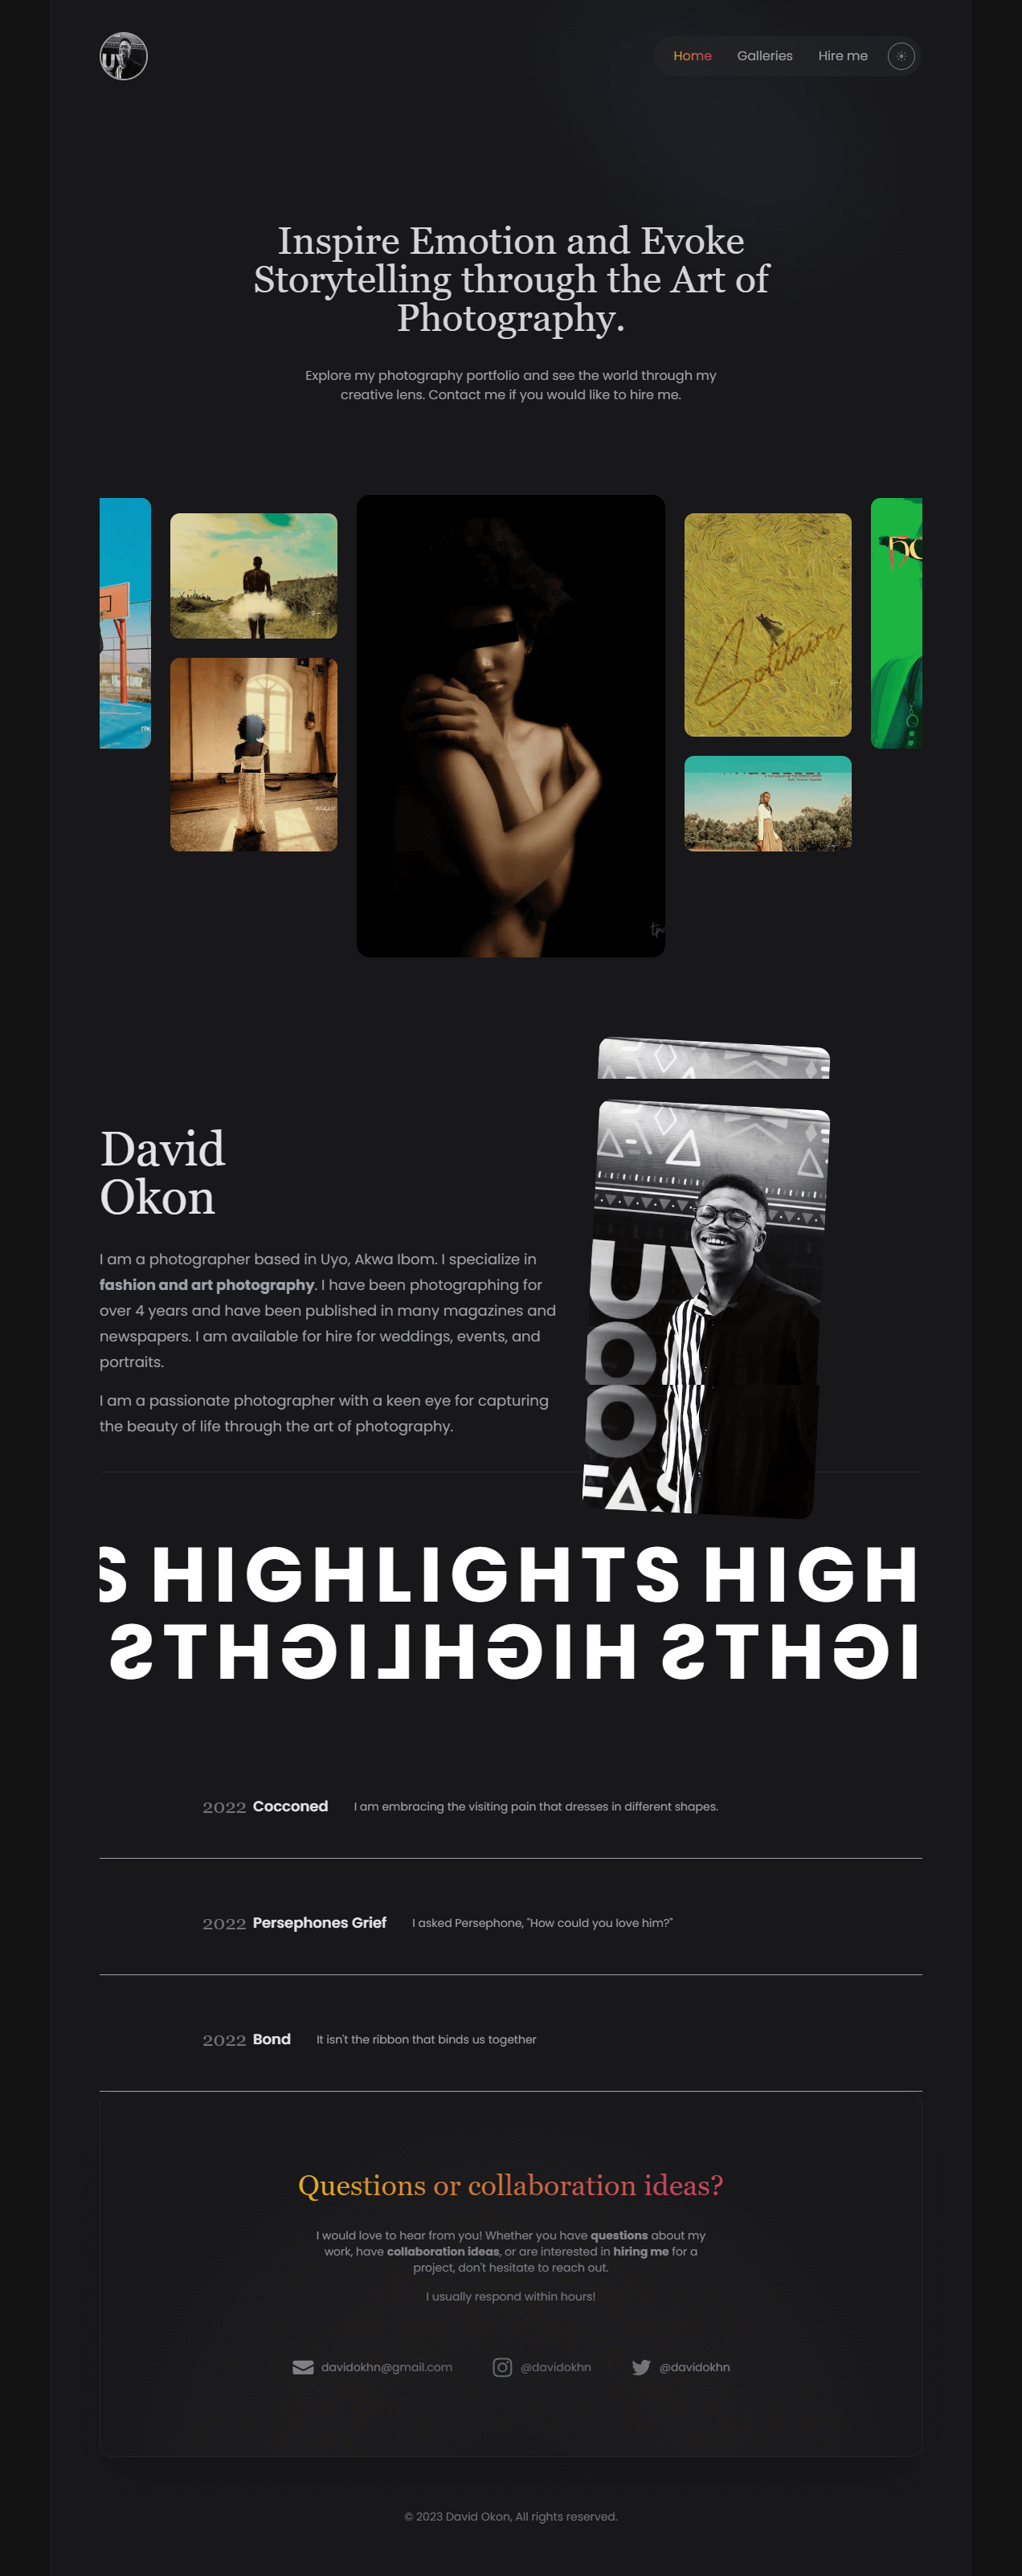 Home Galleries Hire me
Inspire Emotion and Evoke
Storytelling through the Art of
Photography.
Explore my photography portfolio and see the world through my
creative lens. Contact me if you would like to hire me.
Solitaire
David
Okon
I am a photographer based in Uyo, Akwa Ibom. I specialize in
fashion and art photography. I have been photographing for
over 4 years and have been published in many magazines and
newspapers. I am available for hire for weddings, events, and
portraits.
I am a passionate photographer with a keen eye for capturing
the beauty of life through the art of photography.
S HIGHLIGHTS HIGH
IGHTS HIGHLIGHTS
2022 Cocconed I am embracing the visiting pain that dresses in different shapes.
2022 Persephones Grief I asked Persephone, "How could you love him?"
2022 Bond It isn't the ribbon that binds us together
Questions or collaboration ideas?
I would love to hear from you! Whether you have questions about my
work, have collaboration ideas, or are interested in hiring me for a
project, don't hesitate to reach out.
I usually respond within hours!
davidokhn@gmail.com @davidokhn @davidokhn
© 2023 David Okon, All rights reserved.